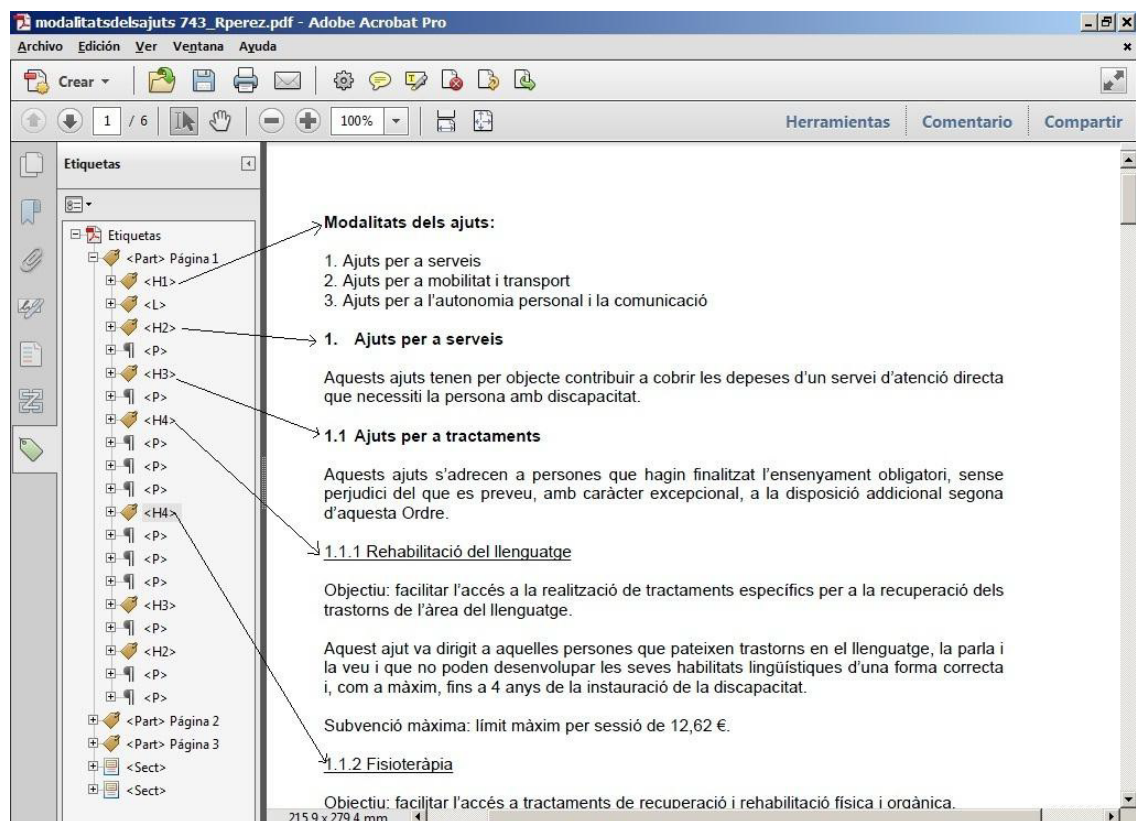 modalitatsdelsajuts 743_Rperez.pdf - Adobe Acrobat Pro
Archivo Edición Ver Ventana Ayuda
Crear
1 / 6 100% Herramientas Comentario Compartir
Etiquetas
Etiquetas
<Part> Página 1
<H1>
<L>
<H2>
<P>
<H3>
<P>
<H4>
<P>
<P>
<P>
<H4>
<P>
<P>
<P>
<H3>
<P>
<H2>
<P>
<P>
<Part> Página 2
<Part> Página 3
<Sect>
<Sect>
Modalitats dels ajuts:
1. Ajuts per a serveis
2. Ajuts per a mobilitat i transport
3. Ajuts per a l'autonomia personal i la comunicació
1. Ajuts per a serveis
Aquests ajuts tenen per objecte contribuir a cobrir les depeses d'un servei d'atenció directa
que necessiti la persona amb discapacitat.
1.1 Ajuts per a tractaments
Aquests ajuts s'adrecen a persones que hagin finalitzat l'ensenyament obligatori, sense
perjudici del que es preveu, amb caràcter excepcional, a la disposició addicional segona
d'aquesta Ordre.
1.1.1 Rehabilitació del llenguatge
Objectiu: facilitar l'accés a la realització de tractaments específics per a la recuperació dels
trastorns de l'àrea del llenguatge.
Aquest ajut va dirigit a aquelles persones que pateixen trastorns en el llenguatge, la parla i
la veu i que no poden desenvolupar les seves habilitats lingüístiques d'una forma correcta
i, com a màxim, fins a 4 anys de la instauració de la discapacitat.
Subvenció màxima: límit màxim per sessió de 12,62 €.
1.1.2 Fisioteràpia
Objectiu: facilitar l'accés a tractaments de recuperació i rehabilitació física i orgànica.
215,9 x 279,4 mm